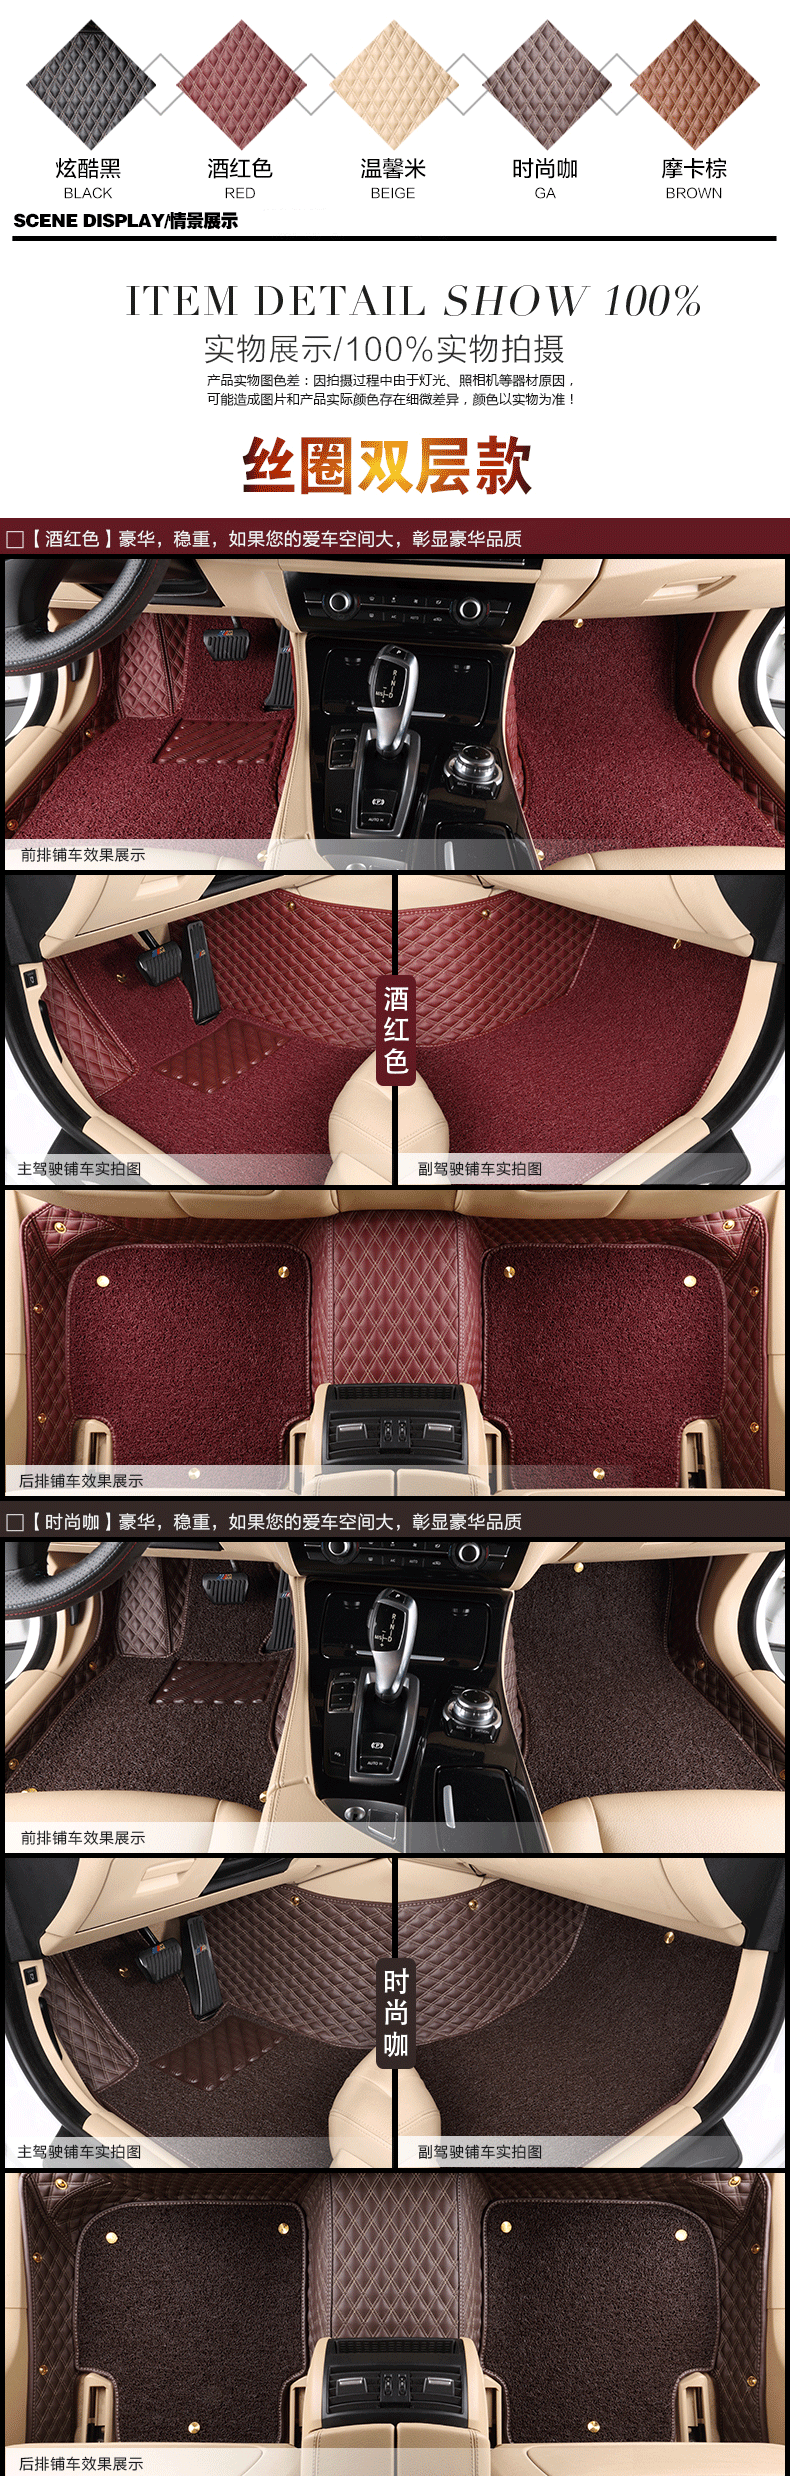 炫酷黑 酒红色 温馨米 时尚咖 摩卡棕
BLACK RED BEIGE GA BROWN
SCENE DISPLAY/情景展示
ITEM DETAIL SHOW 100%
实物展示/100%实物拍摄
产品实物图色差：因拍摄过程中由于灯光、照相机等器材原因，
可能造成图片和产品实际颜色存在细微差异，颜色以实物为准！
丝圈双层款
□【酒红色】豪华，稳重，如果您的爱车空间大，彰显豪华品质
前排铺车效果展示
酒红色
主驾驶铺车实拍图
副驾驶铺车实拍图
后排铺车效果展示
□【时尚咖】豪华，稳重，如果您的爱车空间大，彰显豪华品质
前排铺车效果展示
时尚咖
主驾驶铺车实拍图
副驾驶铺车实拍图
后排铺车效果展示